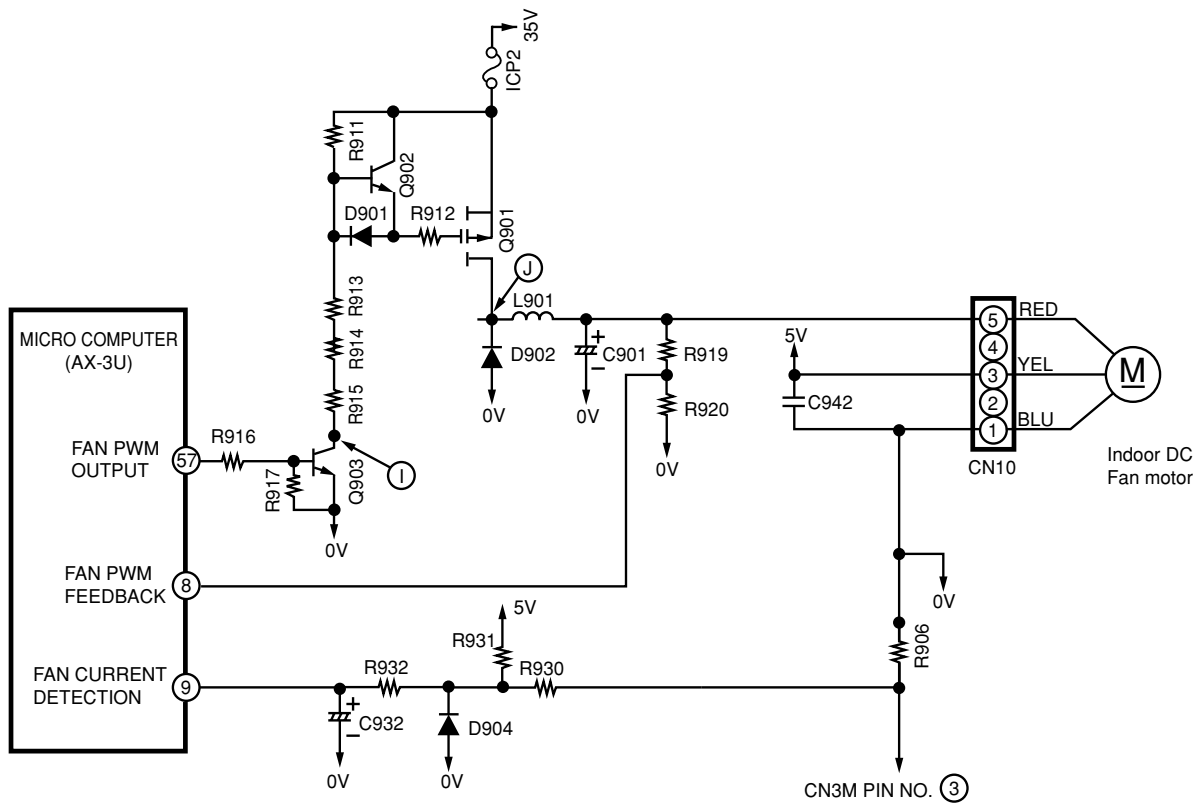 35V
ICP2
R911
Q902
D901
R912
Q901
J
L901
R913
R914
R915
D902
0V
+
−
C901
0V
R919
R920
0V
5V
C942
5
4
3
2
1
CN10
RED
YEL
BLU
M
Indoor DC
Fan motor
MICRO COMPUTER
(AX-3U)
FAN PWM
OUTPUT
57
R916
R917
Q903
I
0V
FAN PWM
FEEDBACK
8
0V
R906
FAN CURRENT
DETECTION
9
R932
R931
5V
R930
+
−
C932
0V
D904
0V
CN3M PIN NO. 3